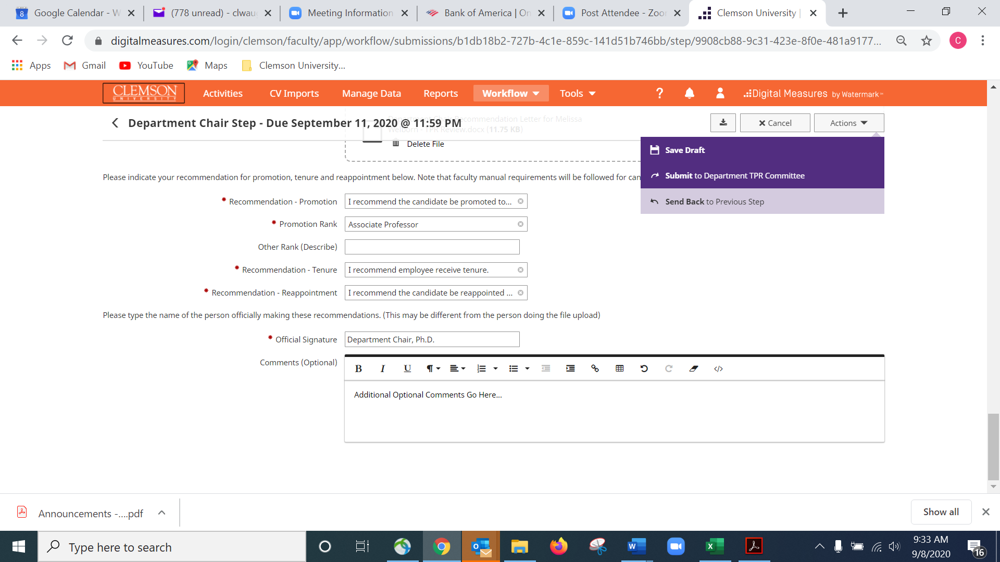 8 Google Calendar - W
(778 unread) - clwau
Meeting Information
Bank of America | On
Post Attendee - Zoo
Clemson University |
digitalmeasures.com/login/clemson/faculty/app/workflow/submissions/b1db18b2-727b-4c1e-859c-141d51b746bb/step/9908cb88-9c31-423e-8f0e-481a9177... C
Apps Gmail YouTube Maps Clemson University...
CLEMSON
UNIVERSITY
Activities CV Imports Manage Data Reports Workflow Tools ? Digital Measures by Watermark™
Department Chair Recommendation Letter for Melissa
Department Chair Step - Due September 11, 2020 @ 11:59 PM
Cancel Actions
Welborn - TPR Review.docx (11.75 KB)
Delete File
Save Draft
Submit to Department TPR Committee
Send Back to Previous Step
Please indicate your recommendation for promotion, tenure and reappointment below. Note that faculty manual requirements will be followed for can
* Recommendation - Promotion I recommend the candidate be promoted to...
* Promotion Rank Associate Professor
Other Rank (Describe)
* Recommendation - Tenure I recommend employee receive tenure.
* Recommendation - Reappointment I recommend the candidate be reappointed ...
Please type the name of the person officially making these recommendations. (This may be different from the person doing the file upload)
* Official Signature Department Chair, Ph.D.
Comments (Optional)
B I U ¶ </>
Additional Optional Comments Go Here...
Announcements -....pdf
Show all
Type here to search
9:33 AM
9/8/2020
16